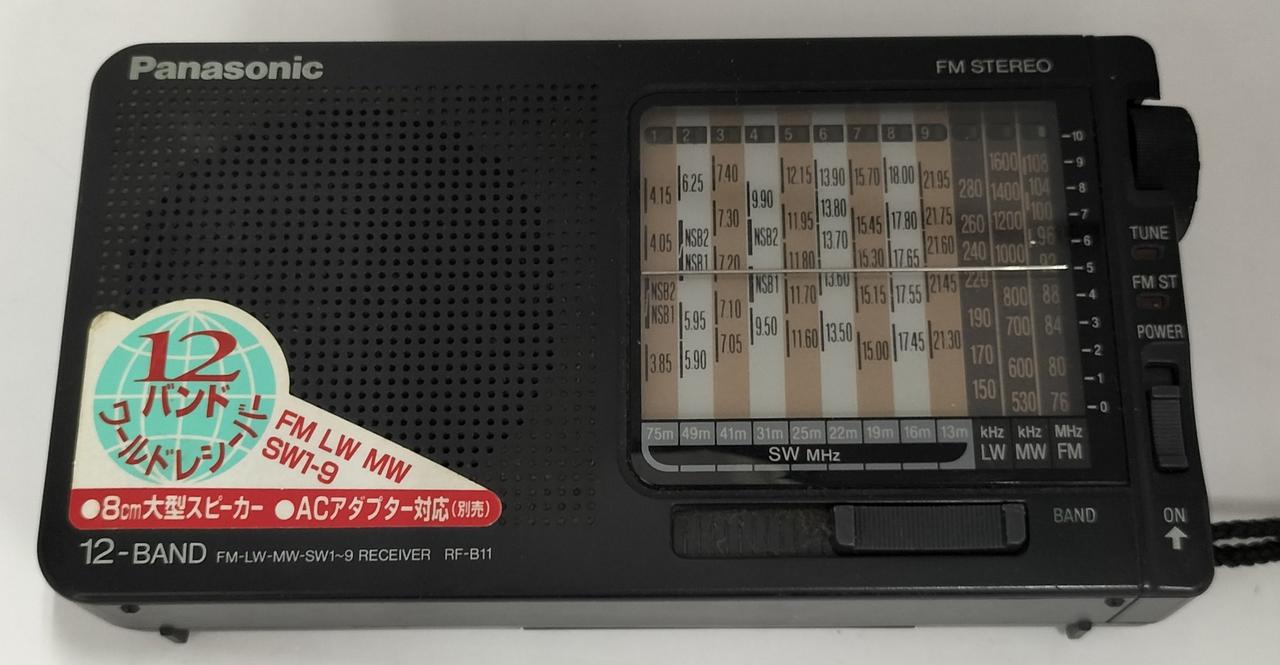 Panasonic
FM STEREO
1 2 3 4 5 6 7 8 9
4.15 6.25 7.40 9.90 12.15 13.90 15.70 18.00 21.95 280 1600 108
4.05 NSB2 7.30 NSB2 11.95 13.80 15.45 17.80 21.75 260 1400 104
NSB1 7.20 11.80 13.70 15.30 17.65 21.60 240 1200 100
NSB2 NSB1 13.60 21.45 220 1000 96
NSB1 5.95 7.10 9.50 11.70 13.50 15.15 17.55 21.30 190 800 92
3.85 5.90 7.05 11.60 15.00 17.45 170 700 88
150 600 84
530 80
76
-10
-9
-8
-7
-6
-5
-4
-3
-2
-1
-0
75m 49m 41m 31m 25m 22m 19m 16m 13m kHz kHz MHz
SW MHz LW MW FM
TUNE
FM ST
POWER
ON
BAND
12
バンド
ワールドレシーバー
FM LW MW
SW1-9
●8cm大型スピーカー ●ACアダプター対応(別売)
12-BAND FM-LW-MW-SW1~9 RECEIVER RF-B11